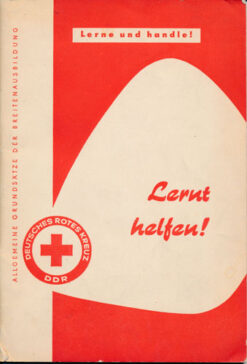 Lerne und handle!
ALLGEMEINE GRUNDSÄTZE DER BREITENAUSBILDUNG
Lernt
helfen!
DEUTSCHES ROTES KREUZ
DDR